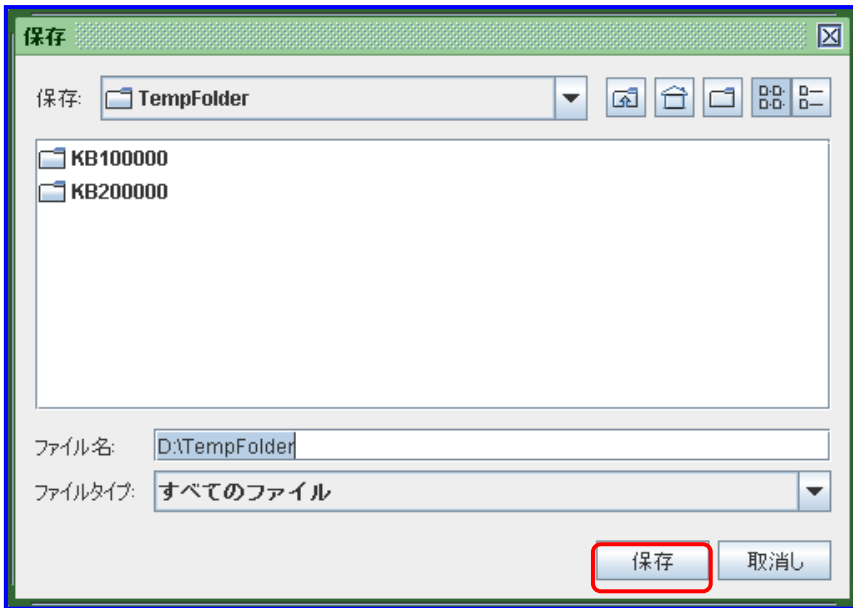 保存
保存: TempFolder
KB100000
KB200000
ファイル名: D:\TempFolder
ファイルタイプ: すべてのファイル
保存 取消し